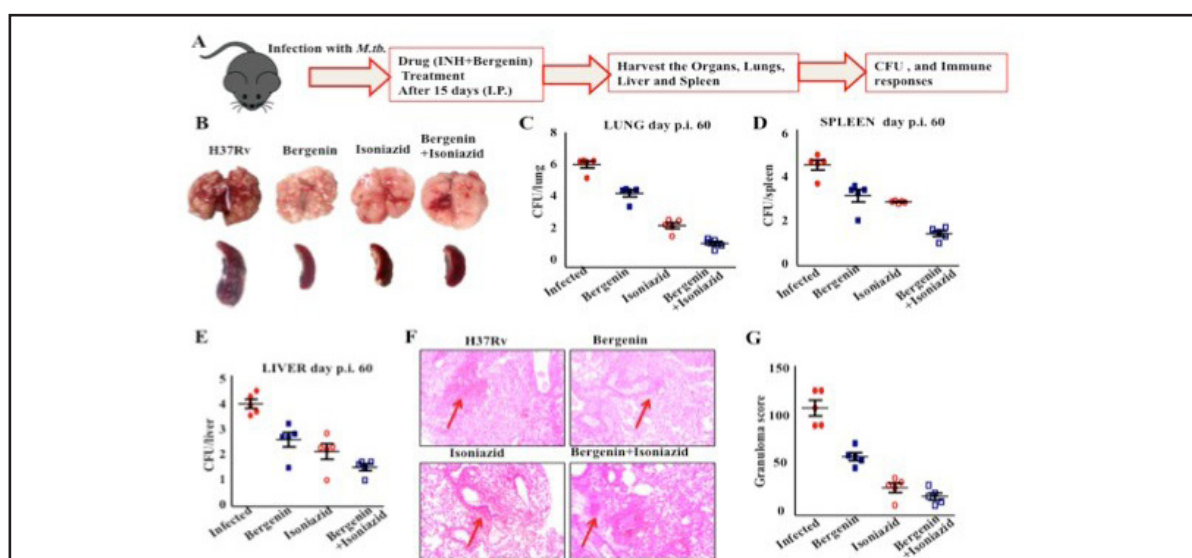 A
Infection with M.tb.
Drug (INH+Bergenin)
Treatment
After 15 days (I.P.)
Harvest the Organs, Lungs,
Liver and Spleen
CFU , and Immune
responses
B
H37Rv
Bergenin
Isoniazid
Bergenin
+Isoniazid
C
LUNG day p.i. 60
CFU/lung
8
6
4
2
0
Infected
Bergenin
Isoniazid
Bergenin
+Isoniazid
D
SPLEEN day p.i. 60
CFU/spleen
6
4
2
0
Infected
Bergenin
Isoniazid
Bergenin
+Isoniazid
E
LIVER day p.i. 60
CFU/liver
5
4
3
2
1
0
Infected
Bergenin
Isoniazid
Bergenin
+Isoniazid
F
H37Rv
Bergenin
Isoniazid
Bergenin+Isoniazid
G
Granuloma score
150
100
50
0
Infected
Bergenin
Isoniazid
Bergenin
+Isoniazid